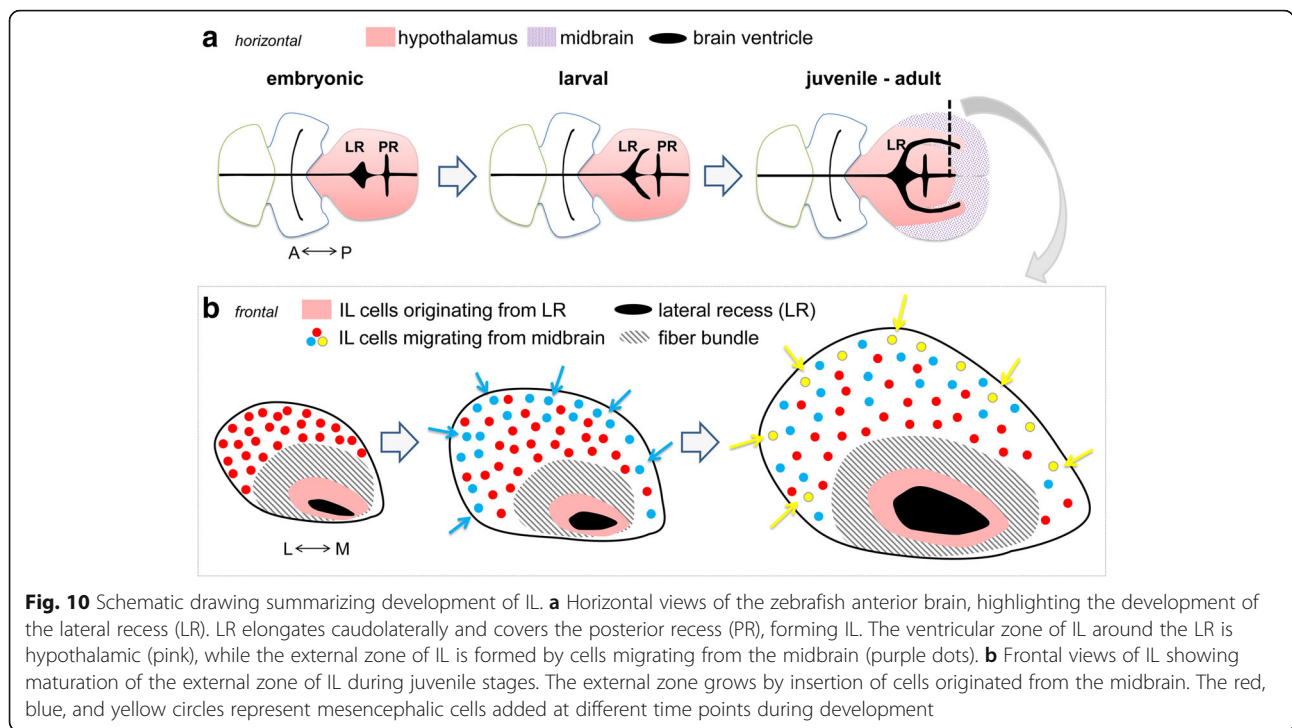 a horizontal hypothalamus midbrain brain ventricle
embryonic larval juvenile - adult
LR PR LR PR LR
A ⟷ P
b frontal IL cells originating from LR lateral recess (LR)
IL cells migrating from midbrain fiber bundle
L ⟷ M
Fig. 10 Schematic drawing summarizing development of IL. a Horizontal views of the zebrafish anterior brain, highlighting the development of
the lateral recess (LR). LR elongates caudolaterally and covers the posterior recess (PR), forming IL. The ventricular zone of IL around the LR is
hypothalamic (pink), while the external zone of IL is formed by cells migrating from the midbrain (purple dots). b Frontal views of IL showing
maturation of the external zone of IL during juvenile stages. The external zone grows by insertion of cells originated from the midbrain. The red,
blue, and yellow circles represent mesencephalic cells added at different time points during development